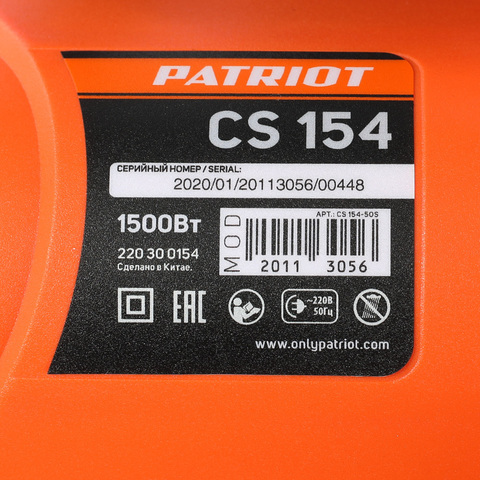 PATRIOT
CS 154
СЕРИЙНЫЙ НОМЕР / SERIAL:
2020/01/20113056/00448
1500Вт
220 30 0154
Сделано в Китае.
MOD
АРТ.: CS 154-50S
2011 3056
EAC
~220В
50Гц
www.onlypatriot.com